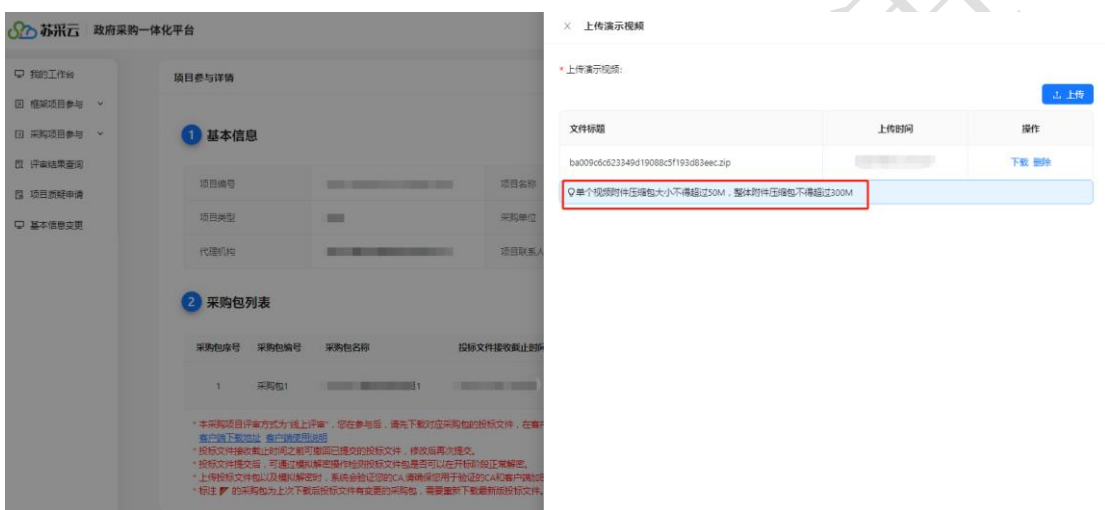 苏采云 政府采购一体化平台
我的工作台
框架项目参与
采购项目参与
评审结果查询
项目质疑申请
基本信息变更
项目参与详情
1 基本信息
项目编号
项目名称
项目类型
采购单位
代理机构
项目联系人
2 采购包列表
采购包序号 采购包编号 采购包名称 投标文件接收截止时间
1 采购包1 1
* 本采购项目评审方式为“线上评审”，您在参与后，请先下载对应采购包的投标文件，在客户
客户端下载地址 客户端使用说明
* 投标文件接收截止时间之前可撤回已提交的投标文件，修改后再次提交。
* 投标文件提交后，可通过模拟解密操作检测投标文件包是否可以在开标阶段正常解密。
* 上传投标文件包以及模拟解密时，系统会验证您的CA,请确保您用于验证的CA和客户端加密
* 标注 的采购包为上次下载后投标文件有变更的采购包，需要重新下载最新版投标文件。
× 上传演示视频
* 上传演示视频:
上传
文件标题 上传时间 操作
ba009c6c623349d19088c5f193d83eec.zip 下载 删除
单个视频附件压缩包大小不得超过50M，整体附件压缩包不得超过300M